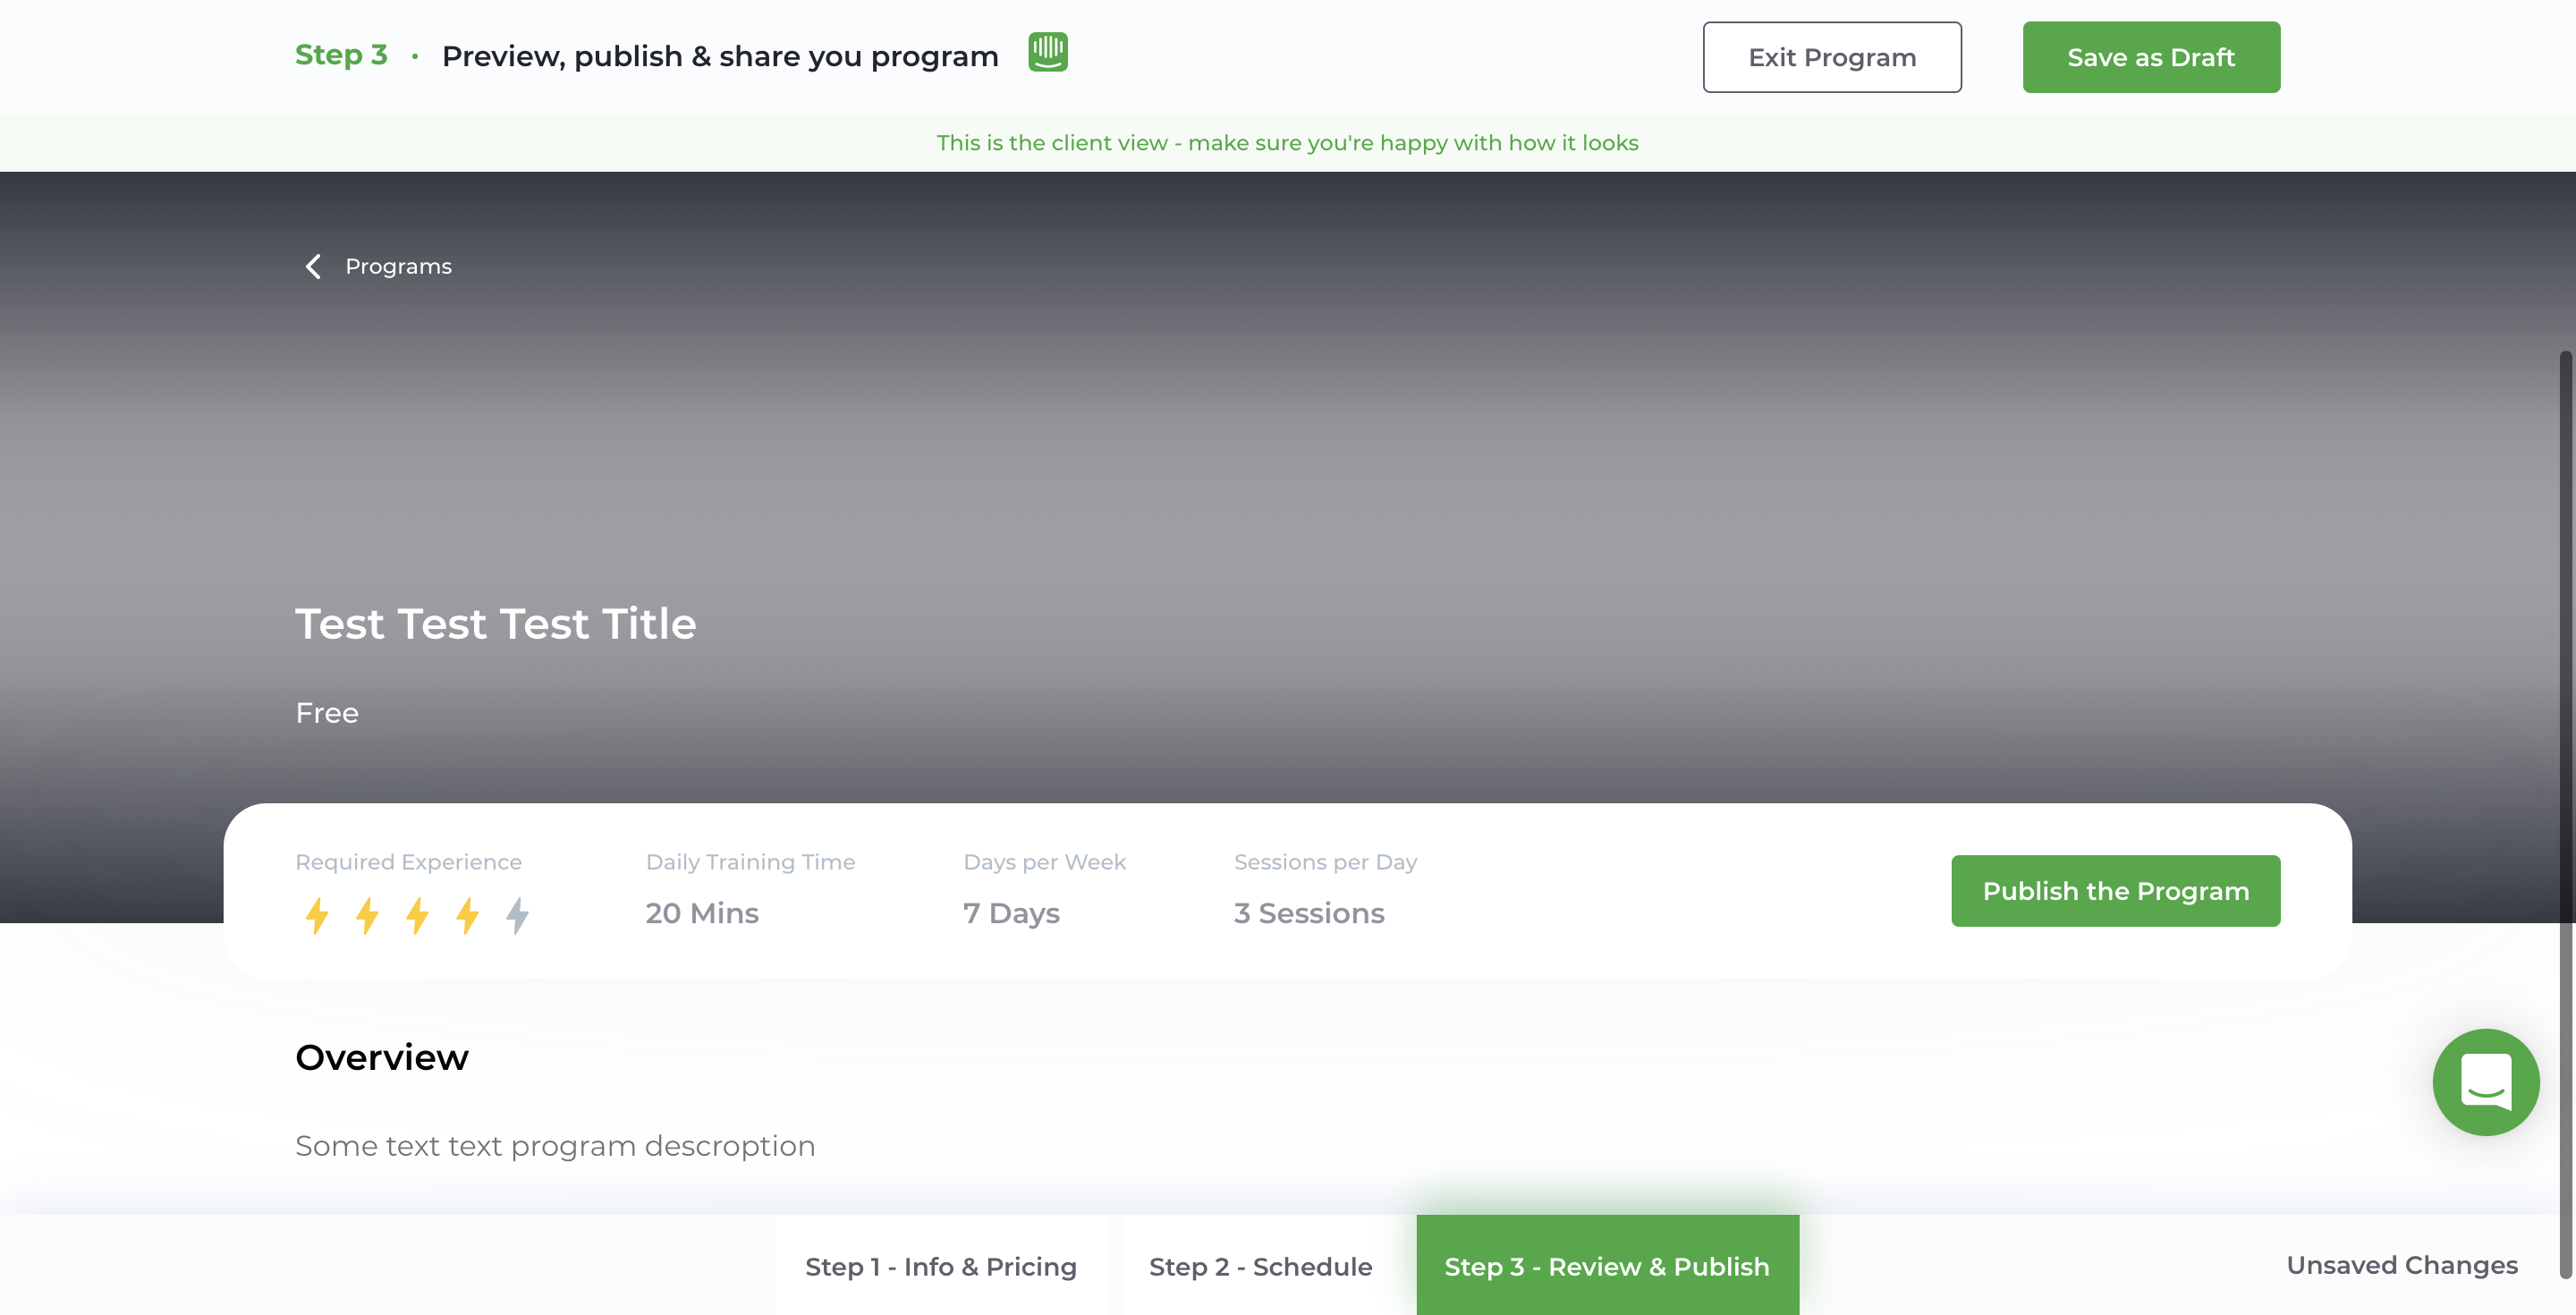 Step 3 · Preview, publish & share you program
Exit Program
Save as Draft
This is the client view - make sure you're happy with how it looks
Programs
Test Test Test Title
Free
Required Experience
Daily Training Time
20 Mins
Days per Week
7 Days
Sessions per Day
3 Sessions
Publish the Program
Overview
Some text text program descroption
Step 1 - Info & Pricing
Step 2 - Schedule
Step 3 - Review & Publish
Unsaved Changes